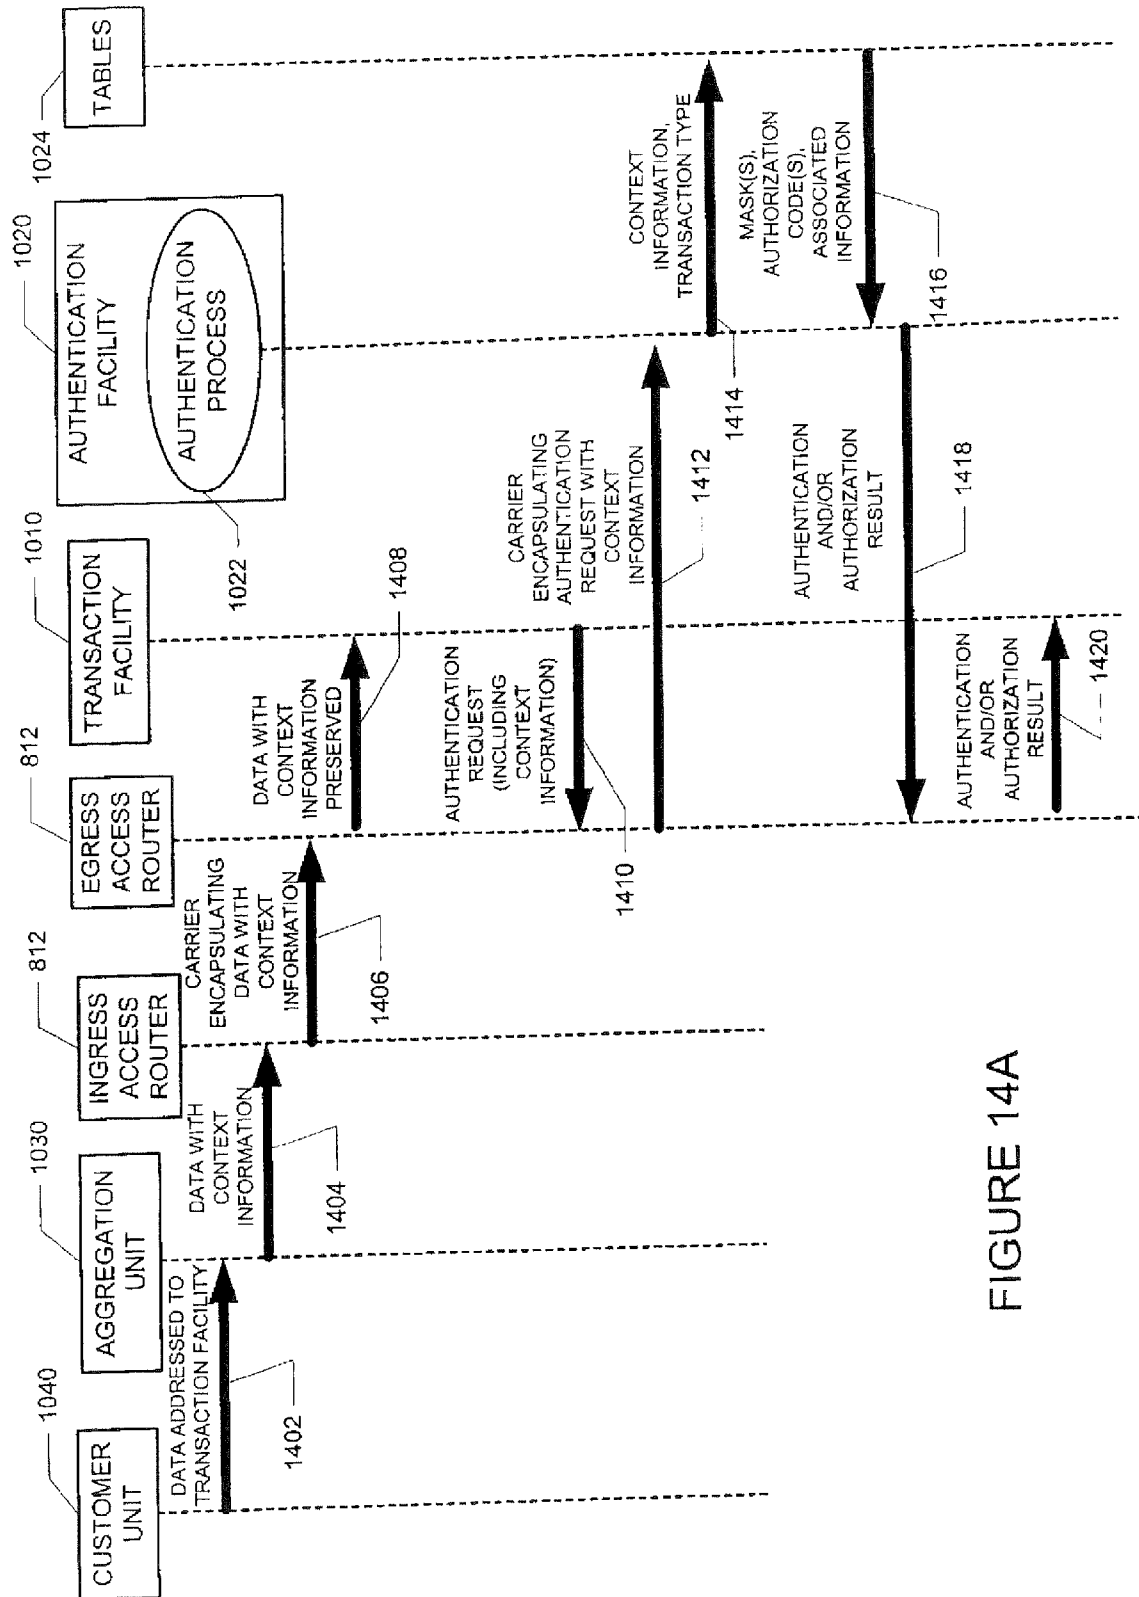 1040
CUSTOMER
UNIT
1030
AGGREGATION
UNIT
812
INGRESS
ACCESS
ROUTER
812
EGRESS
ACCESS
ROUTER
1010
TRANSACTION
FACILITY
1020
AUTHENTICATION
FACILITY
AUTHENTICATION
PROCESS
1022
1024
TABLES
DATA ADDRESSED TO
TRANSACTION FACILITY
1402
DATA WITH
CONTEXT
INFORMATION
1404
CARRIER
ENCAPSULATING
DATA WITH
CONTEXT
INFORMATION
1406
DATA WITH
CONTEXT
INFORMATION
PRESERVED
1408
AUTHENTICATION
REQUEST
(INCLUDING
CONTEXT
INFORMATION)
1410
CARRIER
ENCAPSULATING
AUTHENTICATION
REQUEST WITH
CONTEXT
INFORMATION
1412
CONTEXT
INFORMATION,
TRANSACTION TYPE
1414
MASK(S),
AUTHORIZATION
CODE(S),
ASSOCIATED
INFORMATION
1416
AUTHENTICATION
AND/OR
AUTHORIZATION
RESULT
1418
AUTHENTICATION
AND/OR
AUTHORIZATION
RESULT
1420
FIGURE 14A